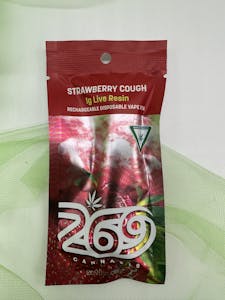 STRAWBERRY COUGH
1g Live Resin
RECHARGEABLE DISPOSABLE VAPE
269
CANNABIS